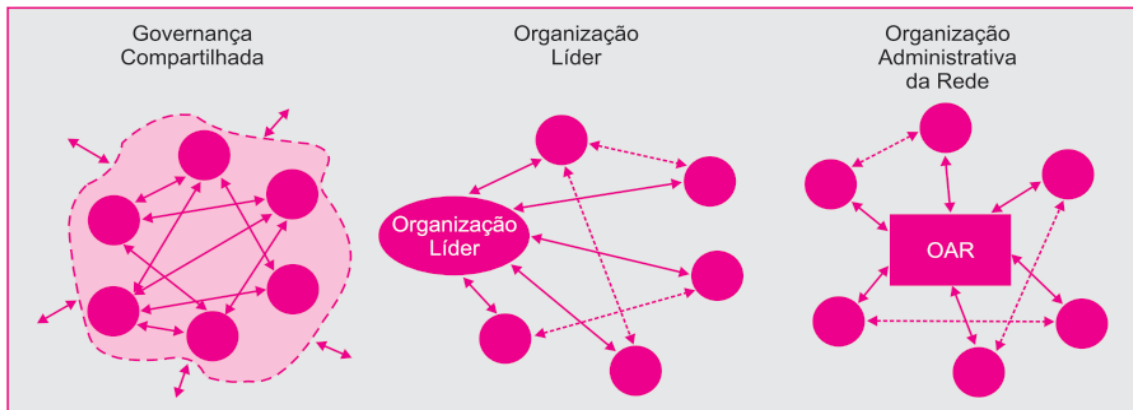 Governança
Compartilhada
Organização
Líder
Organização
Administrativa
da Rede
Organização
Líder
OAR